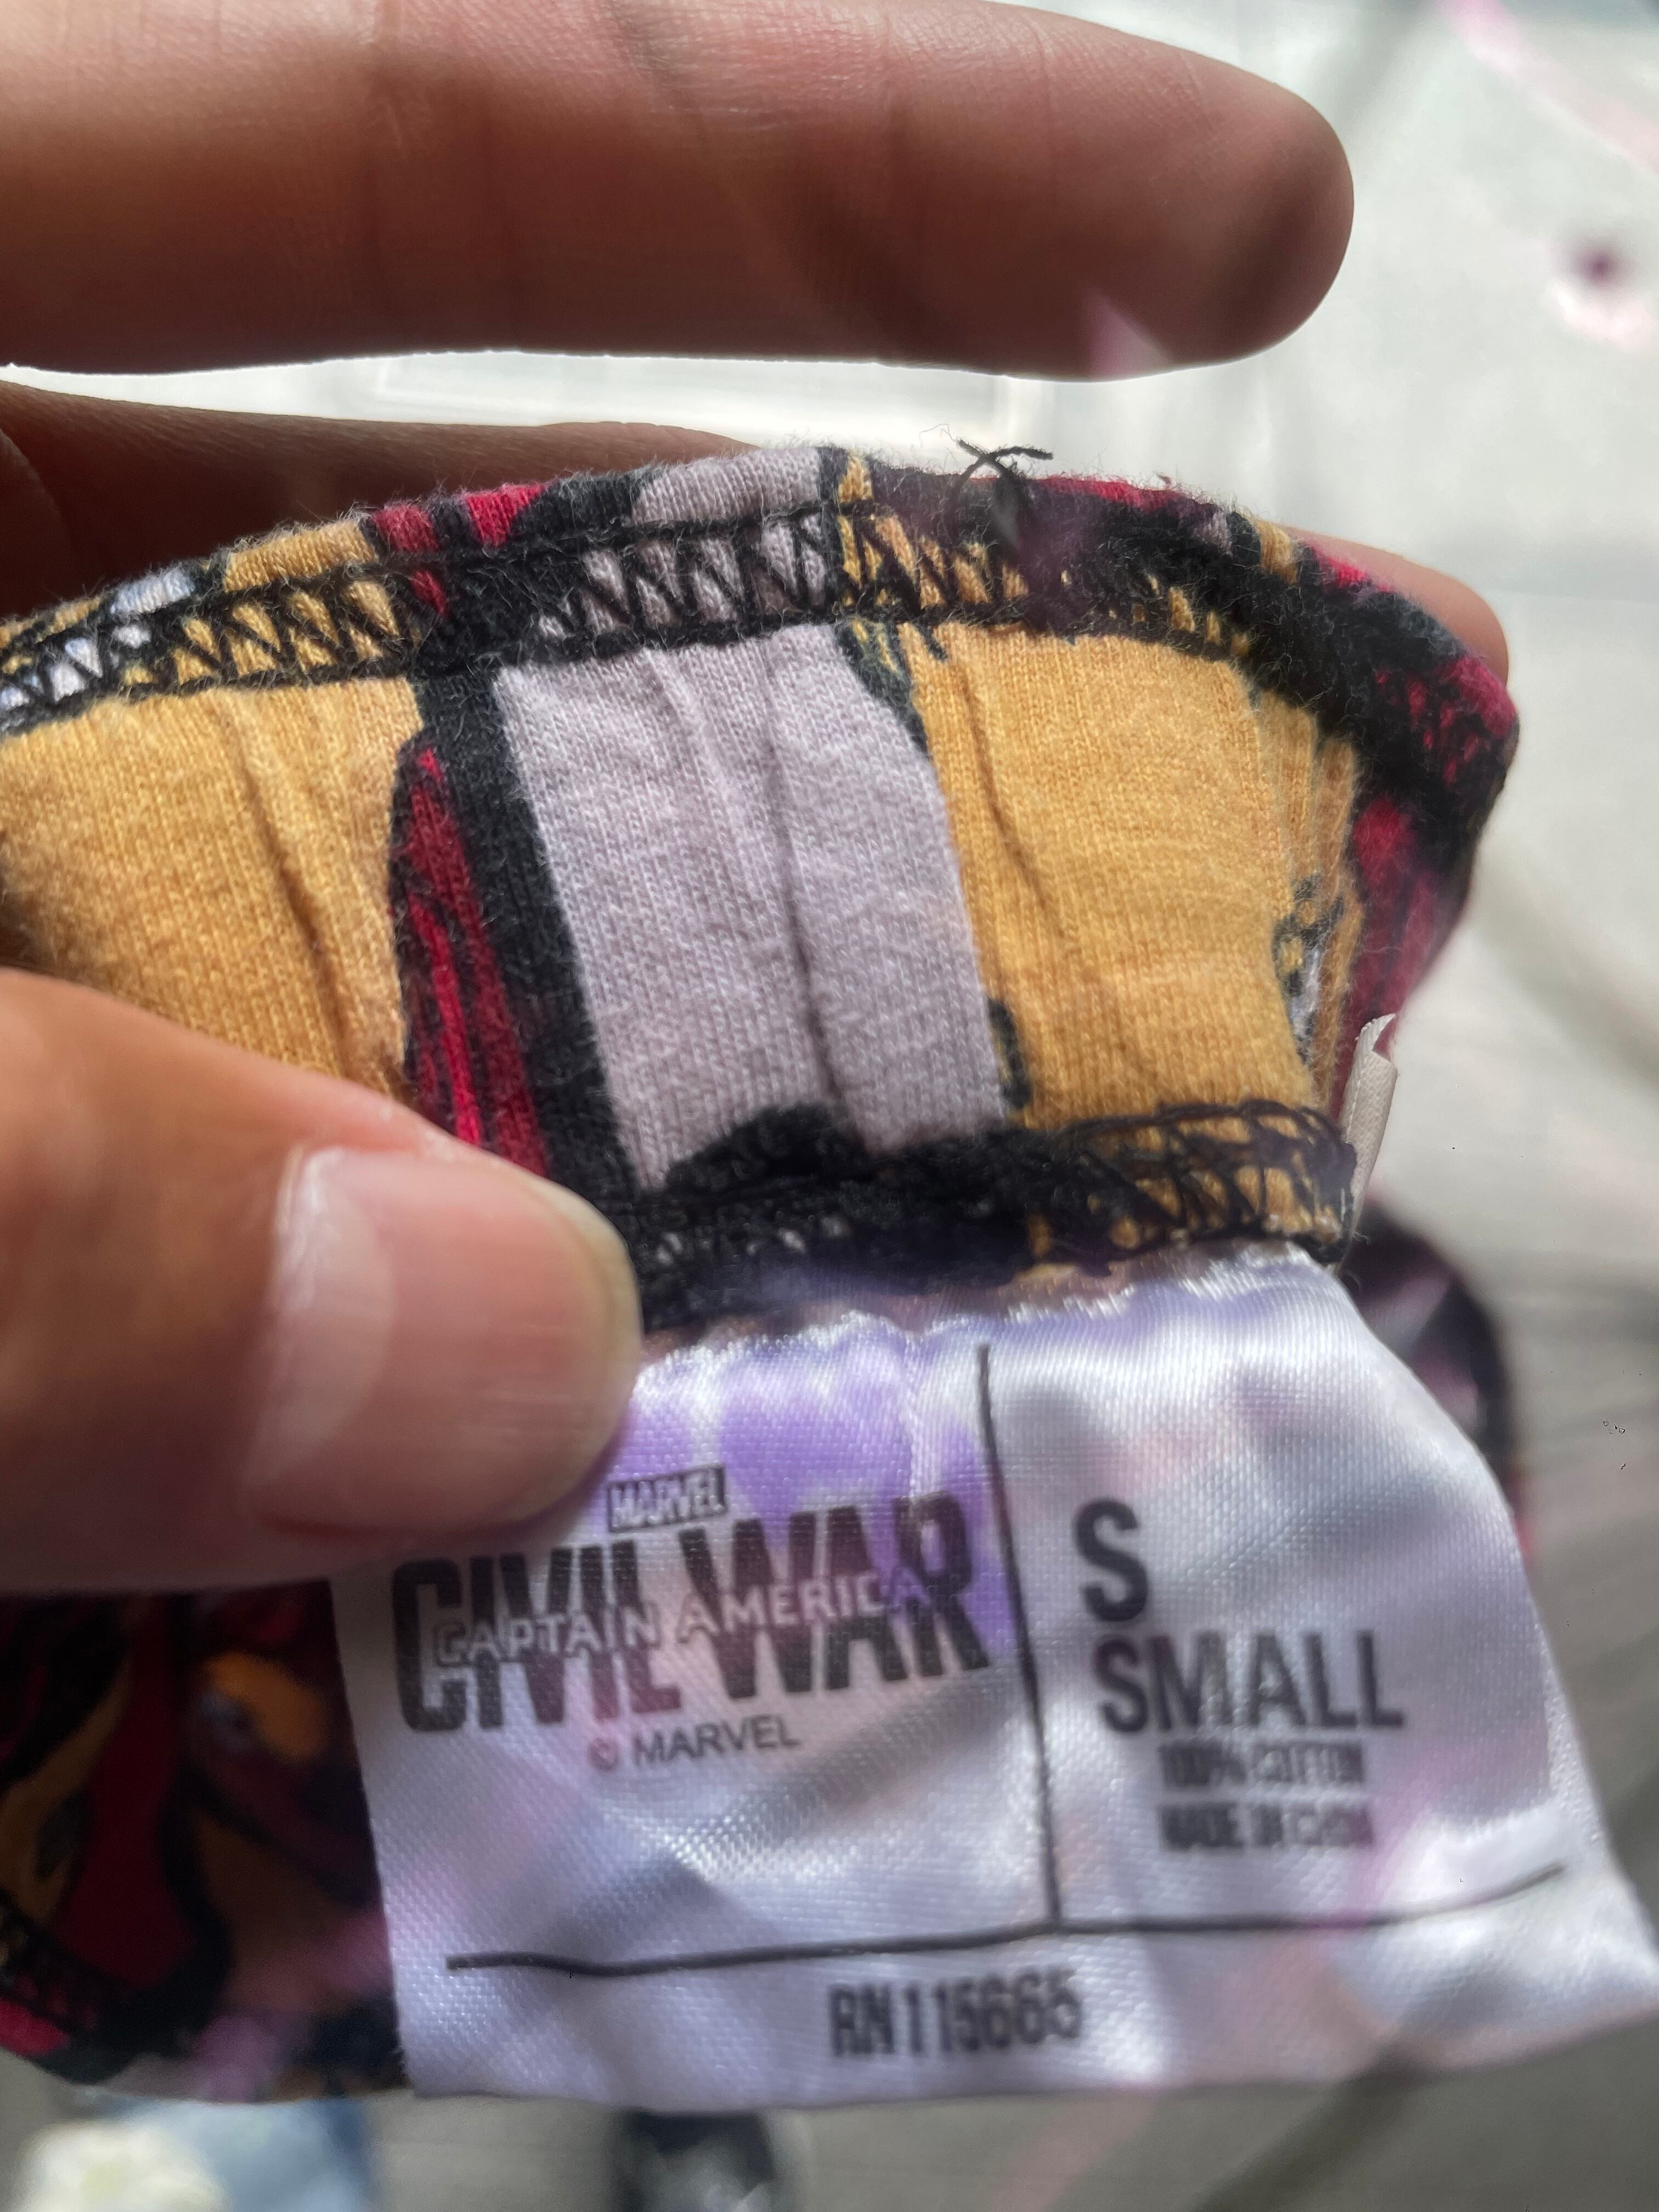 MARVEL
CIVIL WAR
CAPTAIN AMERICA
© MARVEL
S
SMALL
100% COTTON
MADE IN CHINA
RN115665